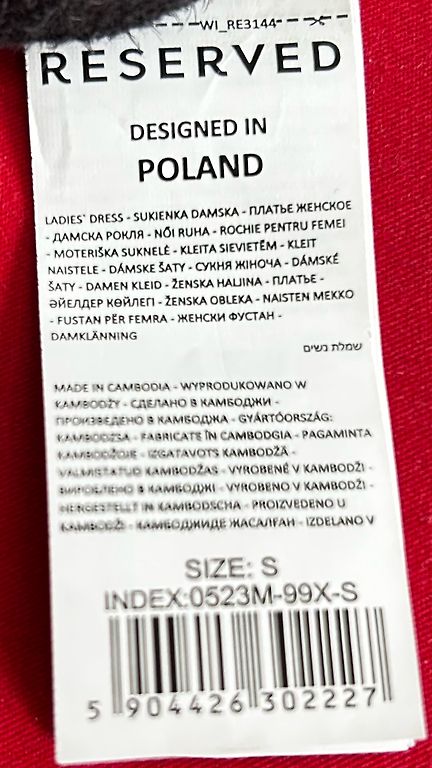 WI_RE3144
RESERVED
DESIGNED IN
POLAND
LADIES' DRESS - SUKIENKA DAMSKA - ПЛАТЬЕ ЖЕНСКОЕ
- ДАМСКА РОКЛЯ - NŐI RUHA - ROCHIE PENTRU FEMEI
- MOTERIŠKA SUKNELĖ - KLEITA SIEVIETĒM - KLEIT
NAISTELE - DÁMSKE ŠATY - СУКНЯ ЖІНОЧА - DÁMSKÉ
ŠATY - DAMEN KLEID - ŽENSKA HALJINA - ПЛАТЬЕ -
ӘЙЕЛДЕР КӨЙЛЕГІ - ŽENSKA OBLEKA - NAISTEN MEKKO
- FUSTAN PËR FEMRA - ЖЕНСКИ ФУСТАН -
DAMKLÄNNING
שמלת נשים
MADE IN CAMBODIA - WYPRODUKOWANO W
KAMBODŻY - СДЕЛАНО В КАМБОДЖИ -
ПРОИЗВЕДЕНО В КАМБОДЖА - GYÁRTÓORSZÁG:
KAMBODZSA - FABRICATE ÎN CAMBODGIA - PAGAMINTA
KAMBODŽOJE - IZGATAVOTS KAMBODŽĀ -
VALMISTATUD KAMBODŽAS - VYROBENÉ V KAMBODŽI -
ВИРОБЛЕНО В КАМБОДЖІ - VYROBENO V KAMBODŽI -
HERGESTELLT IN KAMBODSCHA - PROIZVEDENO U
KAMBODŽI - КАМБОДЖИДЕ ЖАСАЛҒАН - IZDELANO V
SIZE: S
INDEX:0523M-99X-S
5 904426 302227